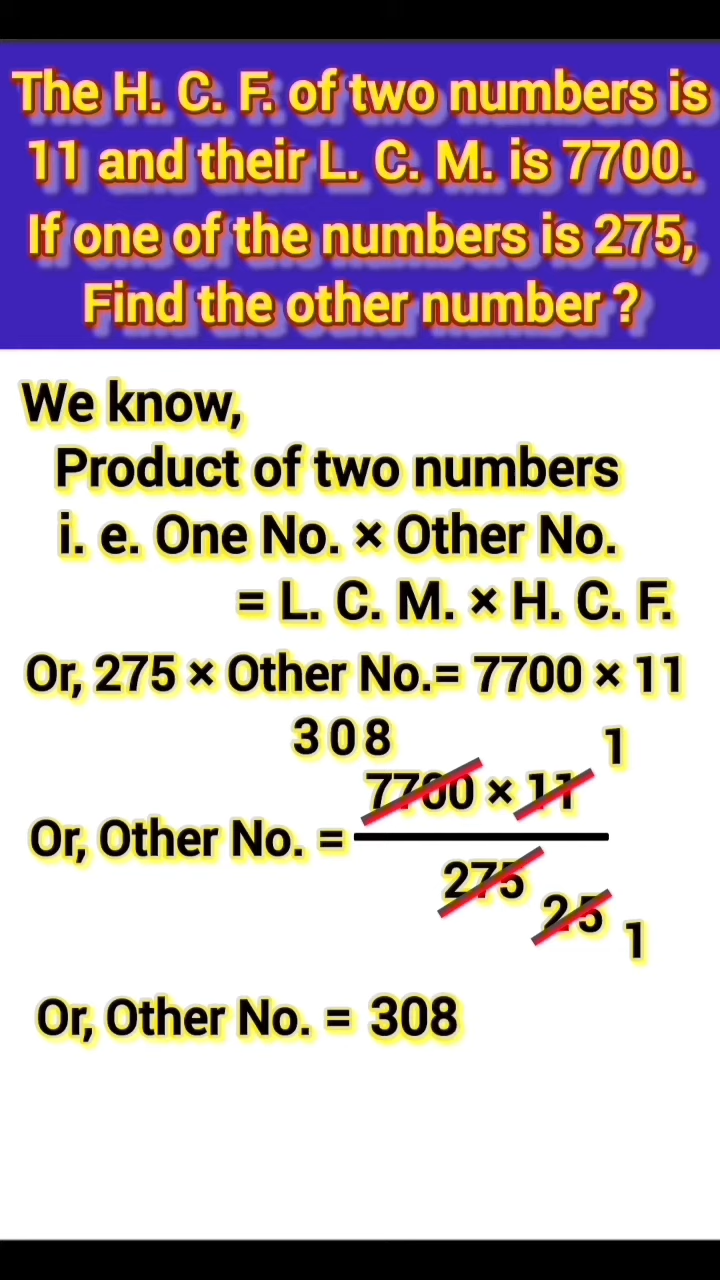 The H. C. F. of two numbers is
11 and their L. C. M. is 7700.
If one of the numbers is 275,
Find the other number ?
We know,
Product of two numbers
i. e. One No. × Other No.
= L. C. M. × H. C. F.
Or, 275 × Other No.= 7700 × 11
308 1
7700 × 11
Or, Other No. =
275
25 1
Or, Other No. = 308